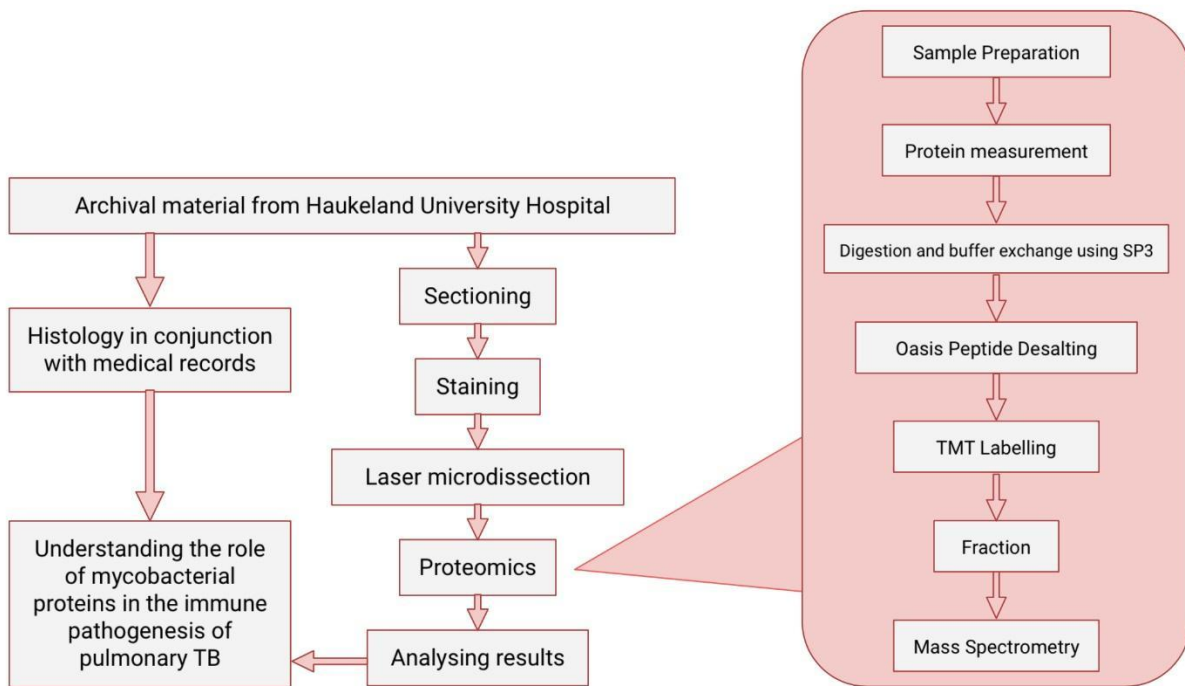 Archival material from Haukeland University Hospital
Histology in conjunction
with medical records
Understanding the role
of mycobacterial
proteins in the immune
pathogenesis of
pulmonary TB
Sectioning
Staining
Laser microdissection
Proteomics
Analysing results
Sample Preparation
Protein measurement
Digestion and buffer exchange using SP3
Oasis Peptide Desalting
TMT Labelling
Fraction
Mass Spectrometry